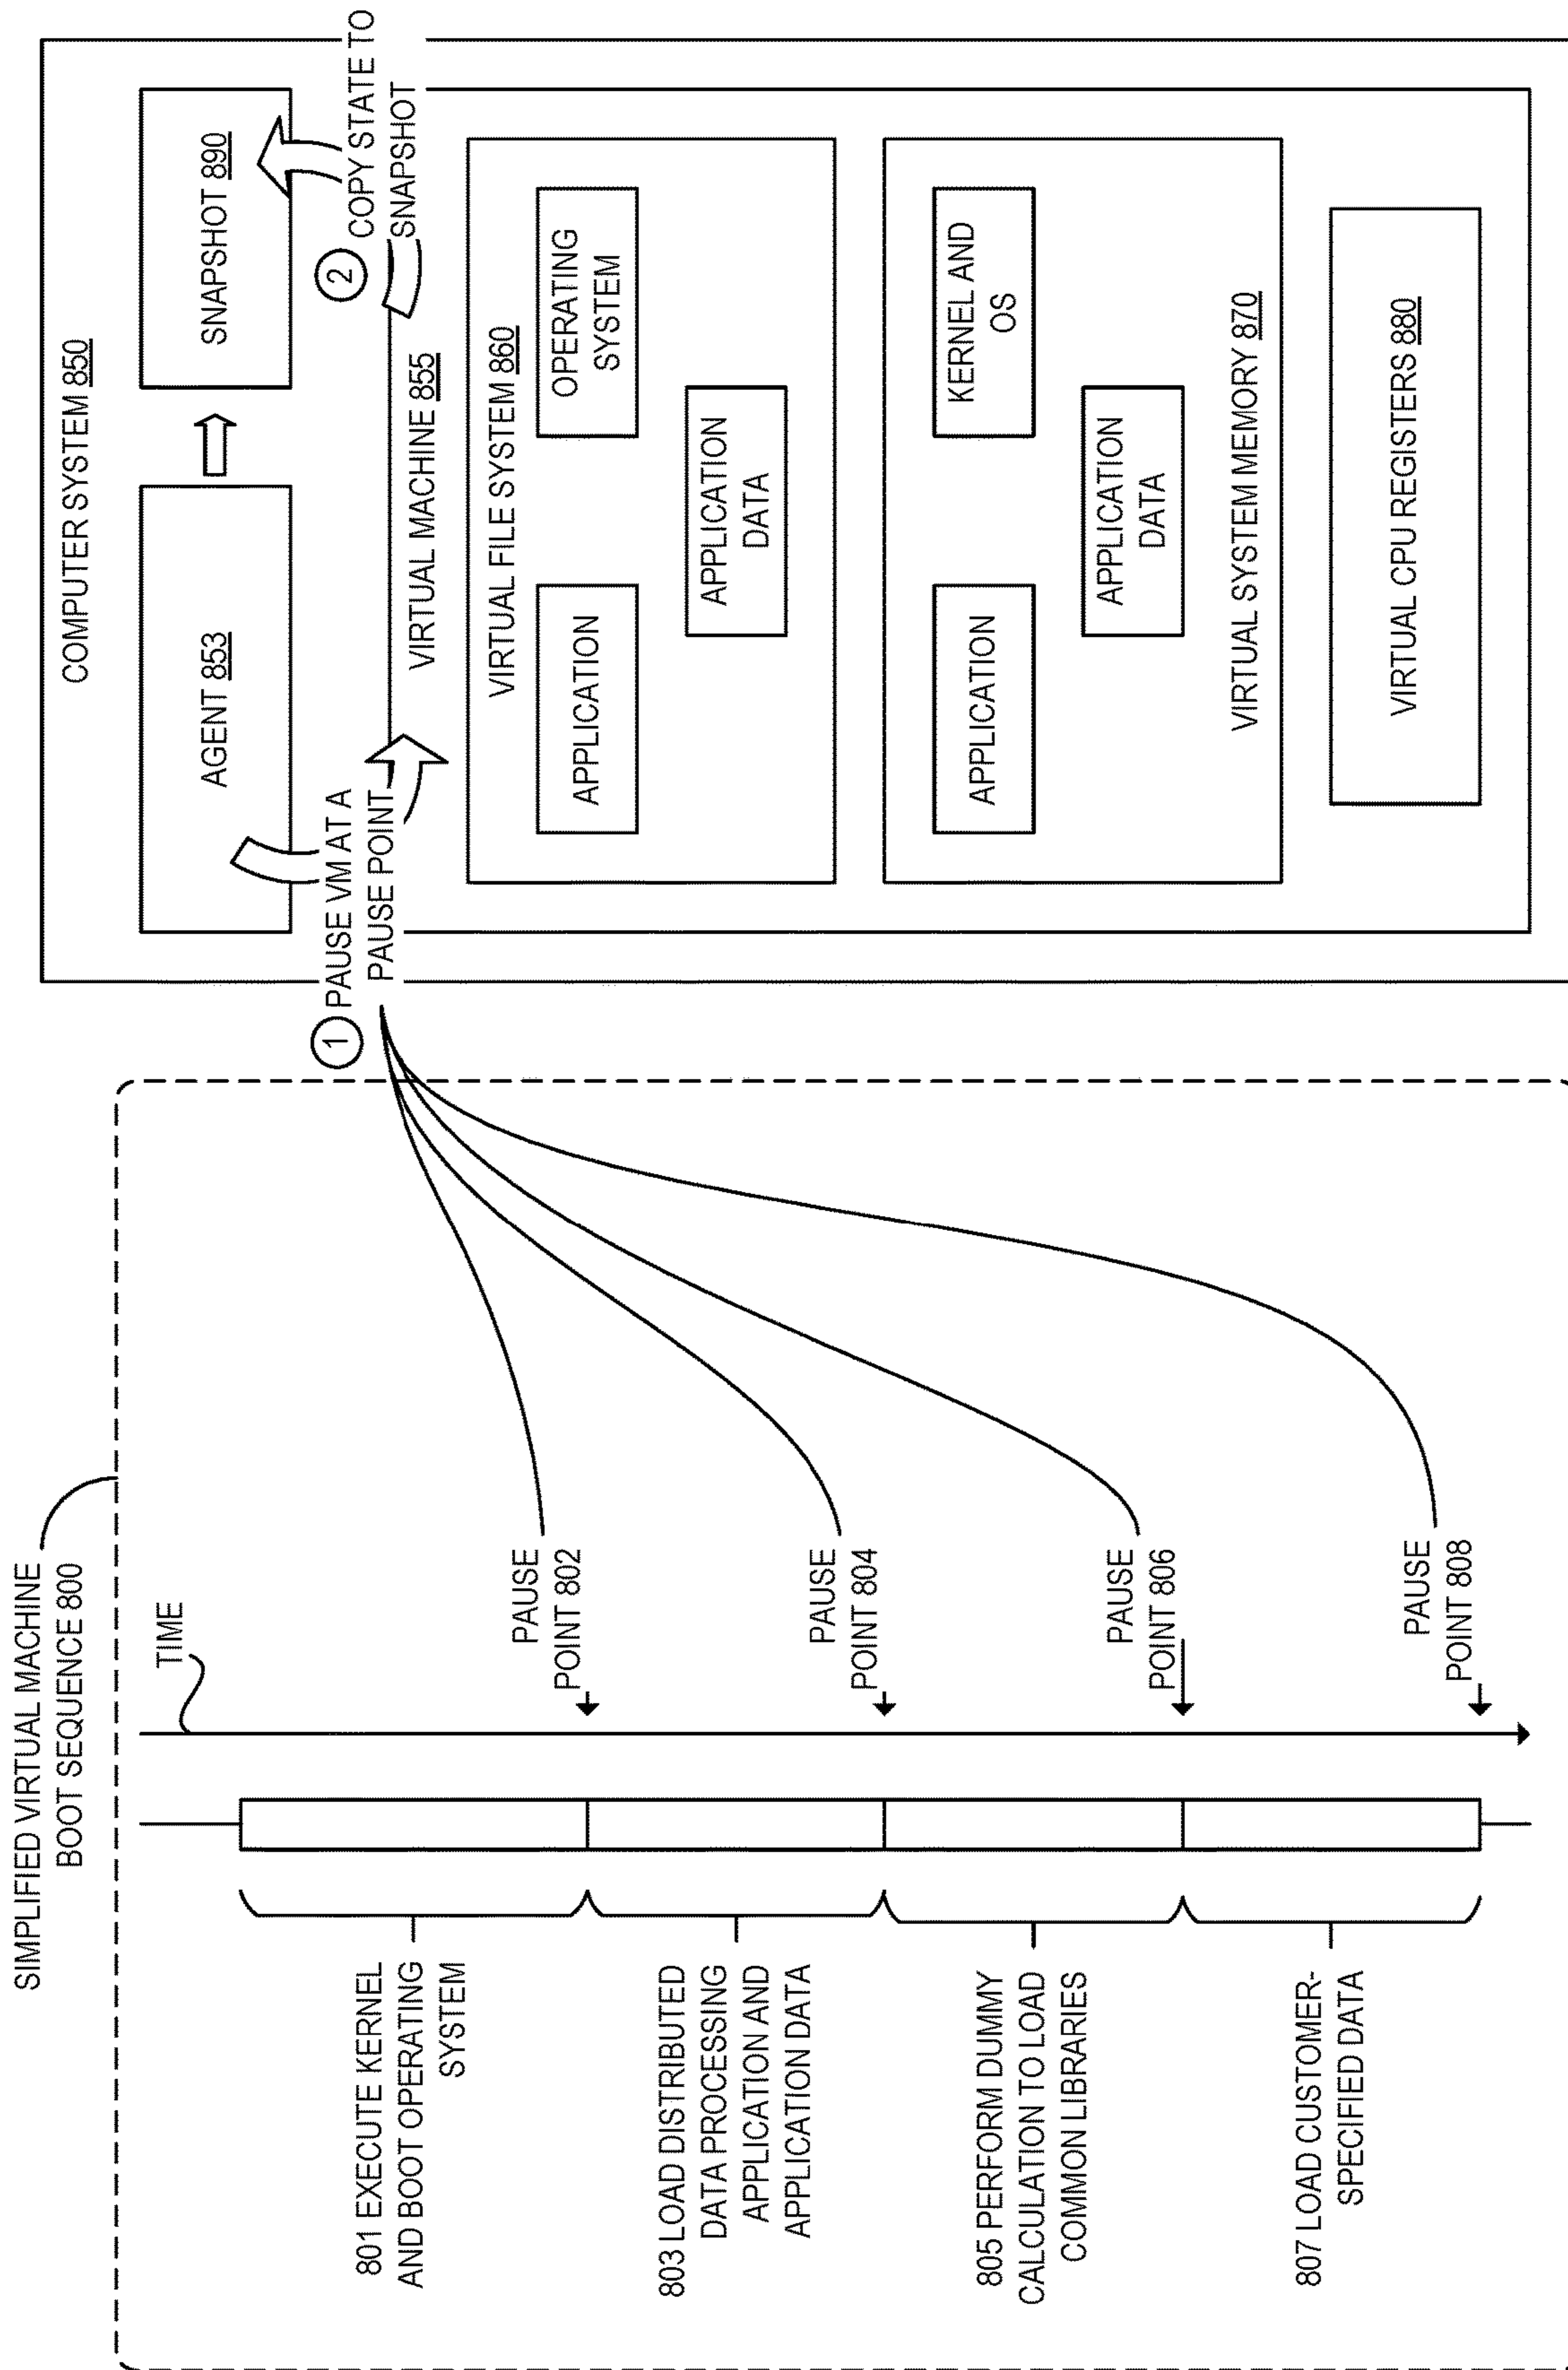 SIMPLIFIED VIRTUAL MACHINE
BOOT SEQUENCE 800
TIME
801 EXECUTE KERNEL
AND BOOT OPERATING
SYSTEM
803 LOAD DISTRIBUTED
DATA PROCESSING
APPLICATION AND
APPLICATION DATA
805 PERFORM DUMMY
CALCULATION TO LOAD
COMMON LIBRARIES
807 LOAD CUSTOMER-
SPECIFIED DATA
PAUSE
POINT 802
PAUSE
POINT 804
PAUSE
POINT 806
PAUSE
POINT 808
COMPUTER SYSTEM 850
AGENT 853
SNAPSHOT 890
1 PAUSE VM AT A
PAUSE POINT
2 COPY STATE TO
SNAPSHOT
VIRTUAL MACHINE 855
VIRTUAL FILE SYSTEM 860
APPLICATION
OPERATING
SYSTEM
APPLICATION
DATA
APPLICATION
KERNEL AND
OS
APPLICATION
DATA
VIRTUAL SYSTEM MEMORY 870
VIRTUAL CPU REGISTERS 880